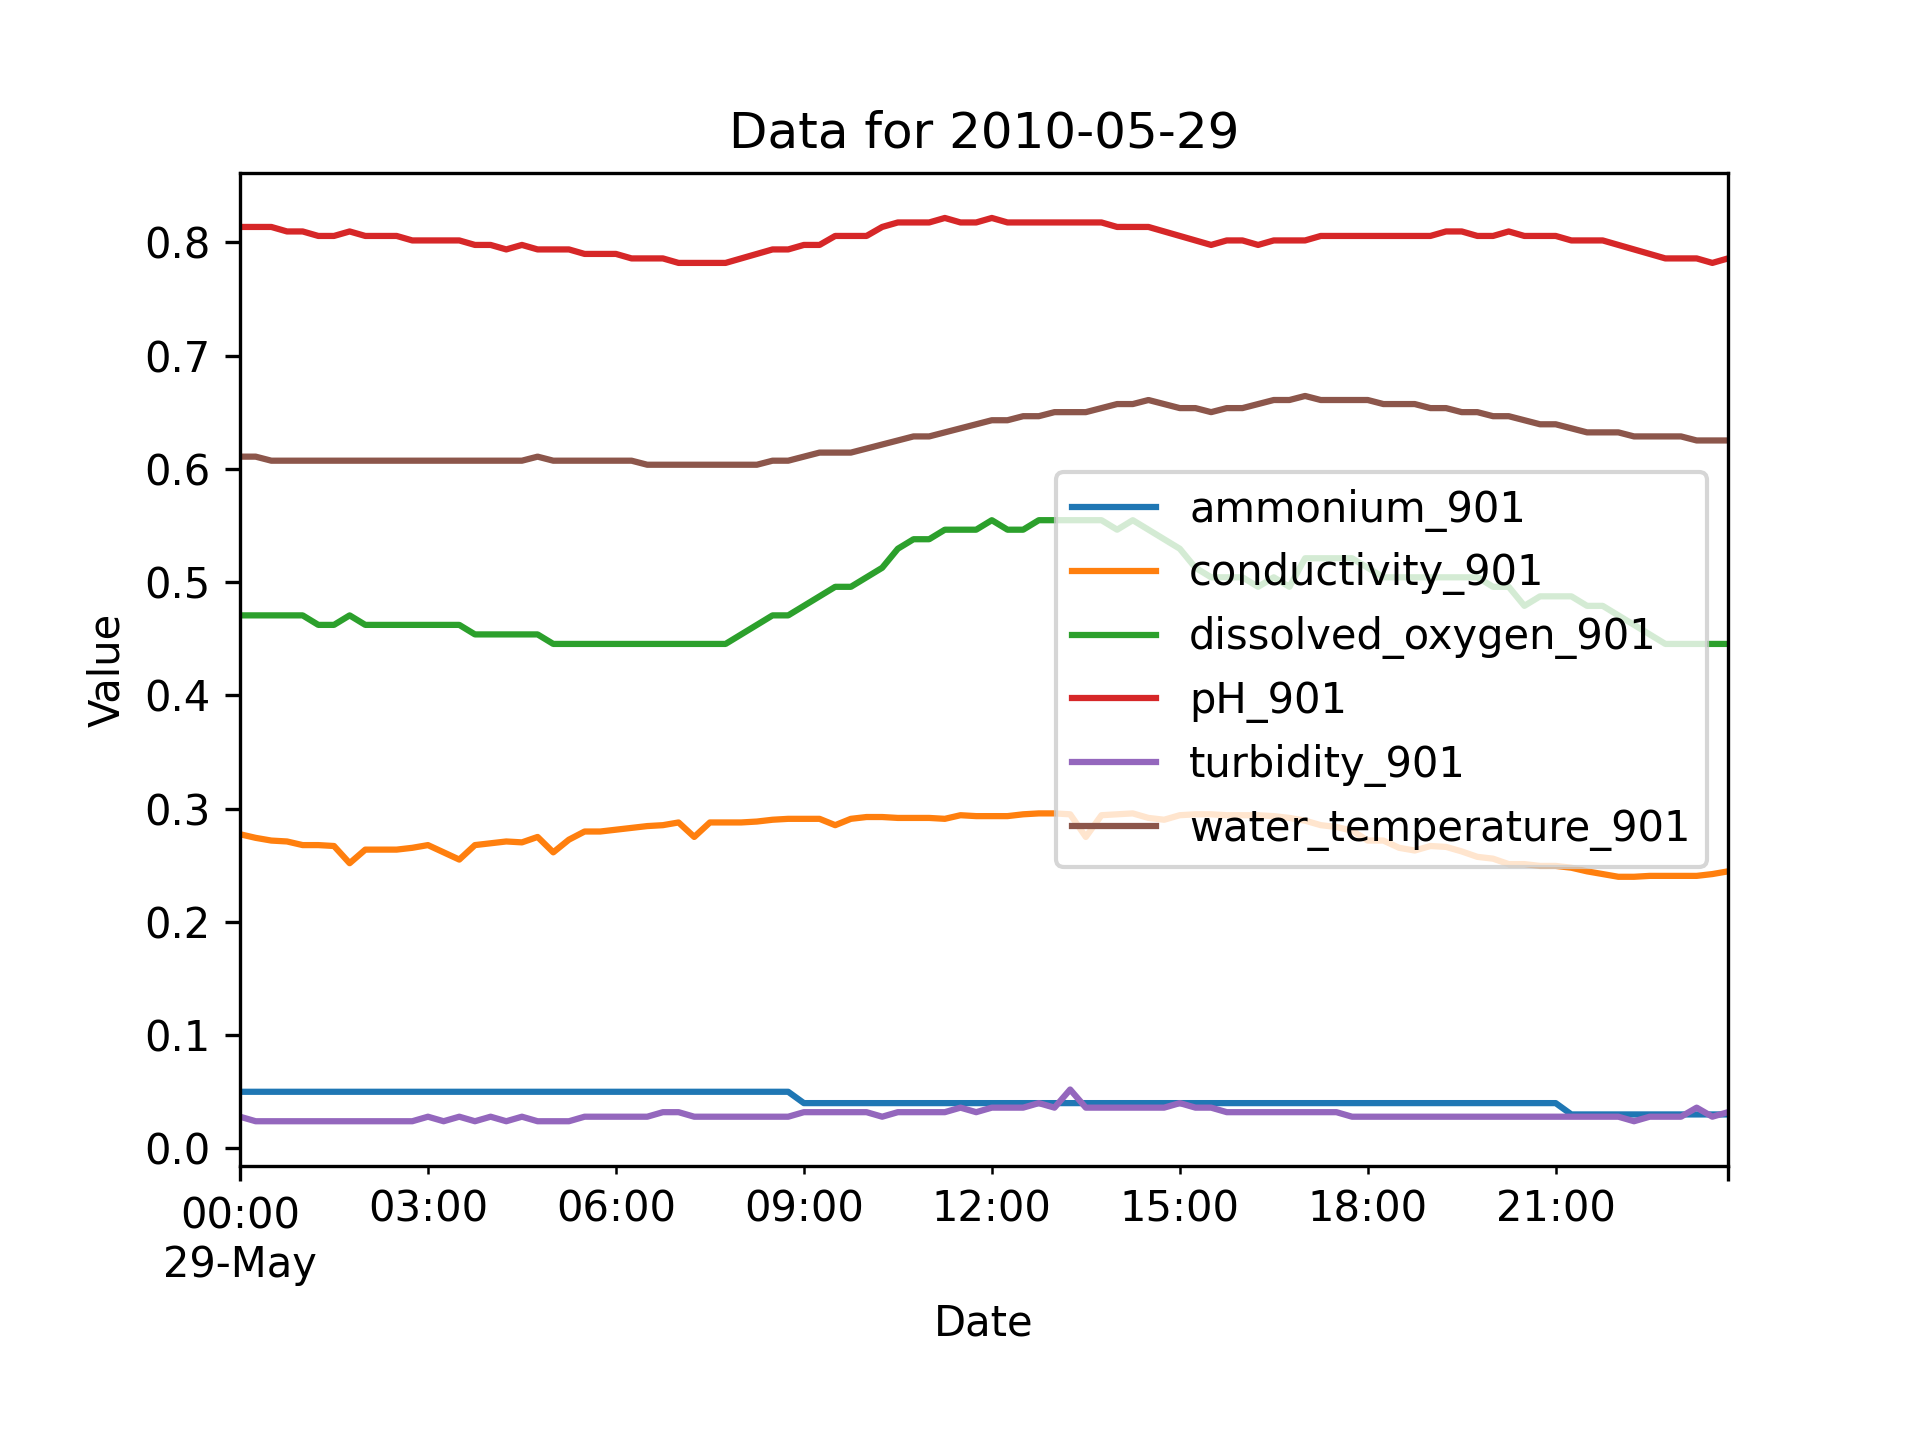 Data for 2010-05-29
Value
0.8
0.7
0.6
0.5
0.4
0.3
0.2
0.1
0.0
ammonium_901
conductivity_901
dissolved_oxygen_901
pH_901
turbidity_901
water_temperature_901
00:00 03:00 06:00 09:00 12:00 15:00 18:00 21:00
29-May
Date